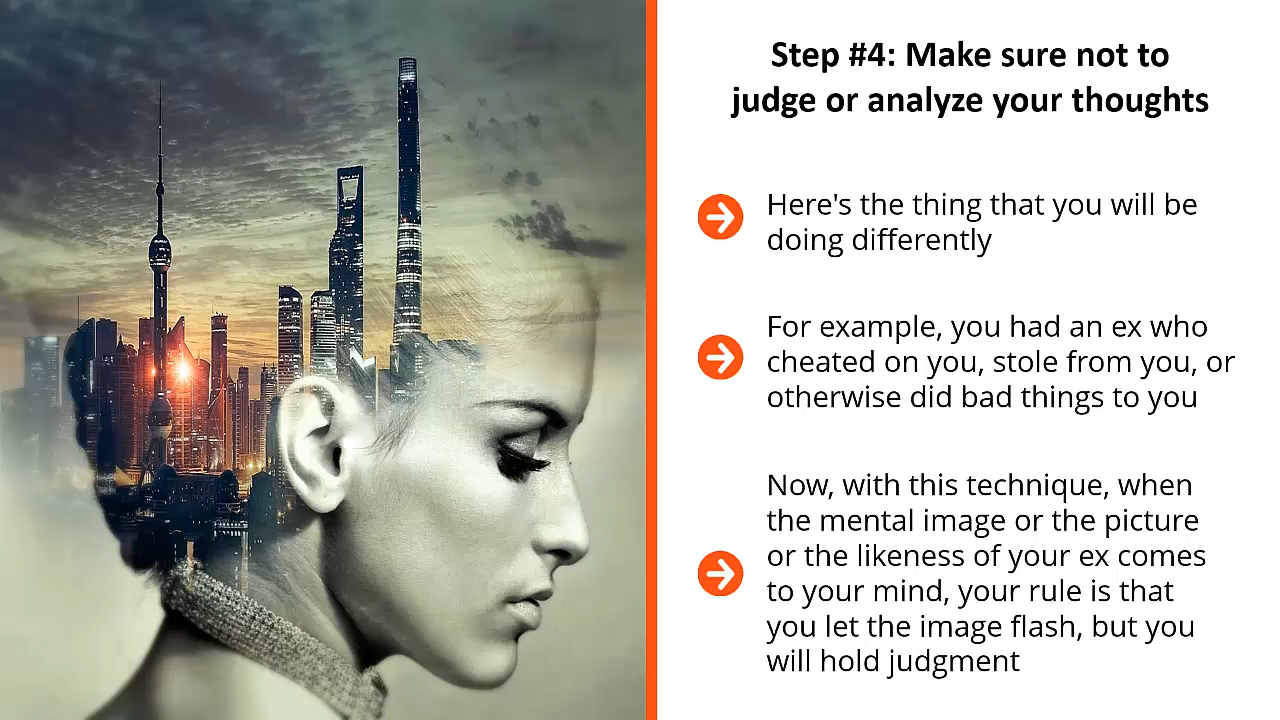 Step #4: Make sure not to
judge or analyze your thoughts
Here's the thing that you will be
doing differently
For example, you had an ex who
cheated on you, stole from you, or
otherwise did bad things to you
Now, with this technique, when
the mental image or the picture
or the likeness of your ex comes
to your mind, your rule is that
you let the image flash, but you
will hold judgment